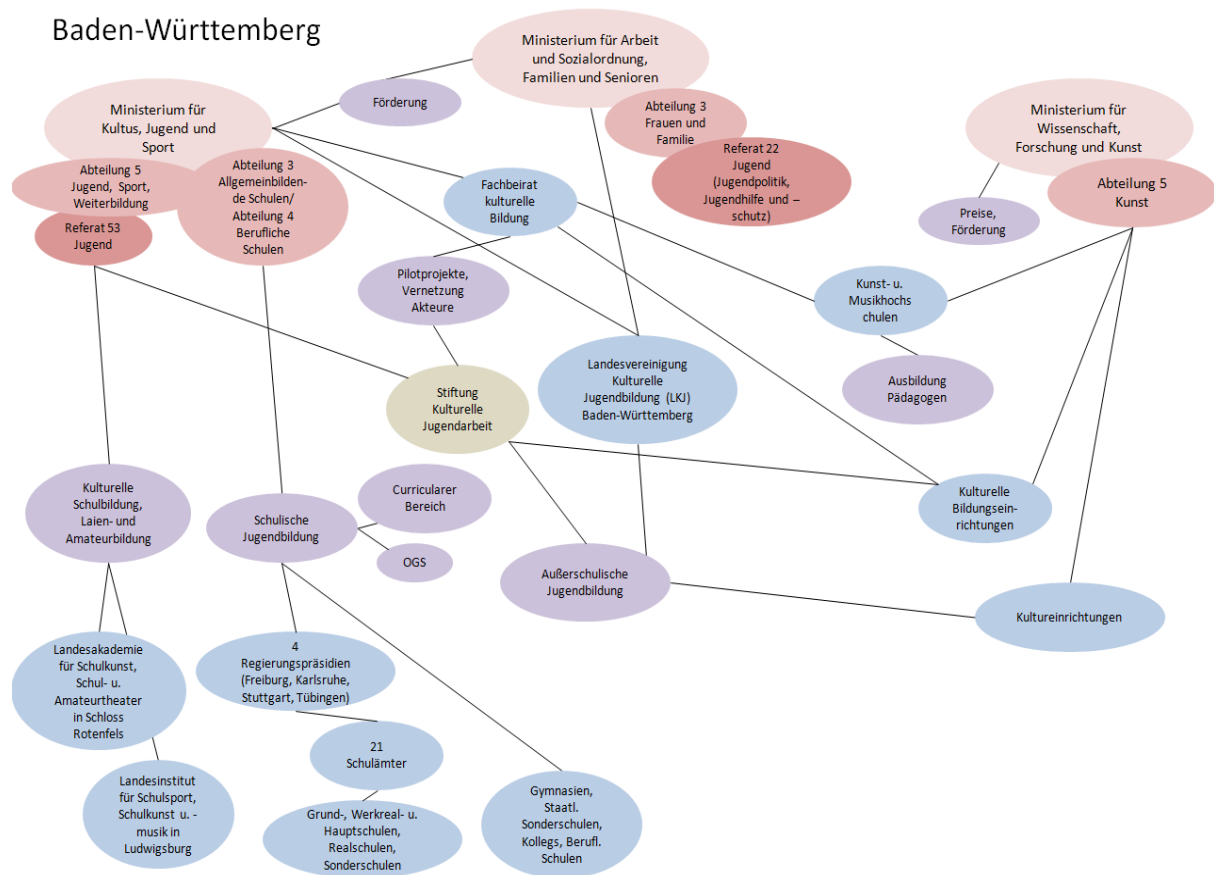 Baden-Württemberg
Ministerium für Arbeit
und Sozialordnung,
Familien und Senioren
Förderung
Ministerium für
Kultus, Jugend und
Sport
Abteilung 3
Frauen und
Familie
Ministerium für
Wissenschaft,
Forschung und Kunst
Abteilung 5
Jugend, Sport,
Weiterbildung
Abteilung 3
Allgemeinbilden-
de Schulen/
Abteilung 4
Berufliche
Schulen
Referat 22
Jugend
(Jugendpolitik,
Jugendhilfe und –
schutz)
Fachbeirat
kulturelle
Bildung
Abteilung 5
Kunst
Preise,
Förderung
Referat 53
Jugend
Pilotprojekte,
Vernetzung
Akteure
Kunst- u.
Musikhochs
chulen
Landesvereinigung
Kulturelle
Jugendbildung (LKJ)
Baden-Württemberg
Ausbildung
Pädagogen
Stiftung
Kulturelle
Jugendarbeit
Kulturelle
Schulbildung,
Laien- und
Amateurbildung
Schulische
Jugendbildung
Curricularer
Bereich
OGS
Kulturelle
Bildungsein-
richtungen
Außerschulische
Jugendbildung
Kultureinrichtungen
Landesakademie
für Schulkunst,
Schul- u.
Amateurtheater
in Schloss
Rotenfels
4
Regierungspräsidien
(Freiburg, Karlsruhe,
Stuttgart, Tübingen)
21
Schulämter
Landesinstitut
für Schulsport,
Schulkunst u. -
musik in
Ludwigsburg
Grund-, Werkreal- u.
Hauptschulen,
Realschulen,
Sonderschulen
Gymnasien,
Staatl.
Sonderschulen,
Kollegs, Berufl.
Schulen